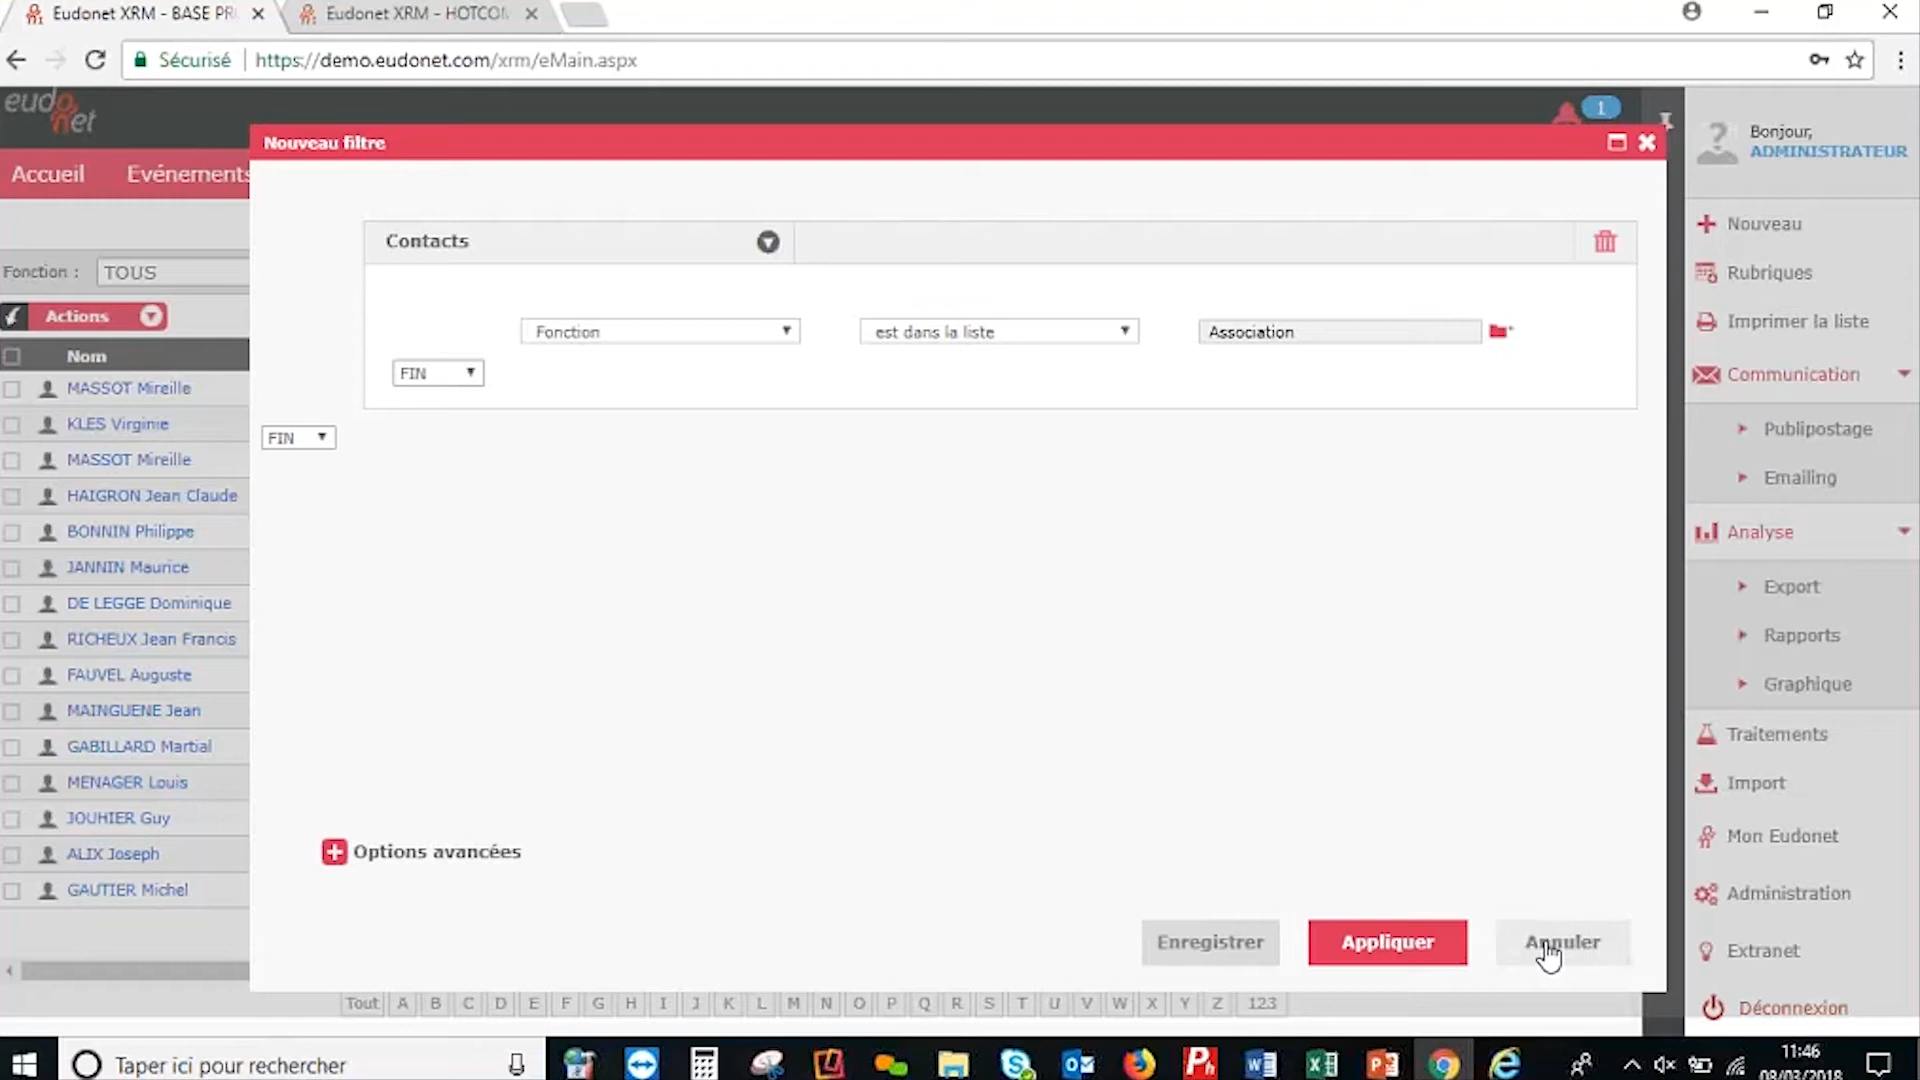 Eudonet XRM - BASE PR
Eudonet XRM - HOTCO
Sécurisé
https://demo.eudonet.com/xrm/eMain.aspx
eudonet
1
Nouveau filtre
Bonjour,
ADMINISTRATEUR
Accueil
Evénements
Contacts
Fonction :
TOUS
Actions
Nom
MASSOT Mireille
KLES Virginie
MASSOT Mireille
HAIGRON Jean Claude
BONNIN Philippe
JANNIN Maurice
DE LEGGE Dominique
RICHEUX Jean Francis
FAUVEL Auguste
MAINGUENE Jean
GABILLARD Martial
MENAGER Louis
JOUHIER Guy
ALIX Joseph
GAUTIER Michel
Fonction
est dans la liste
Association
FIN
FIN
Options avancées
Enregistrer
Appliquer
Annuler
Tout A B C D E F G H I J K L M N O P Q R S T U V W X Y Z 123
Nouveau
Rubriques
Imprimer la liste
Communication
Publipostage
Emailing
Analyse
Export
Rapports
Graphique
Traitements
Import
Mon Eudonet
Administration
Extranet
Déconnexion
Taper ici pour rechercher
11:46
08/03/2018